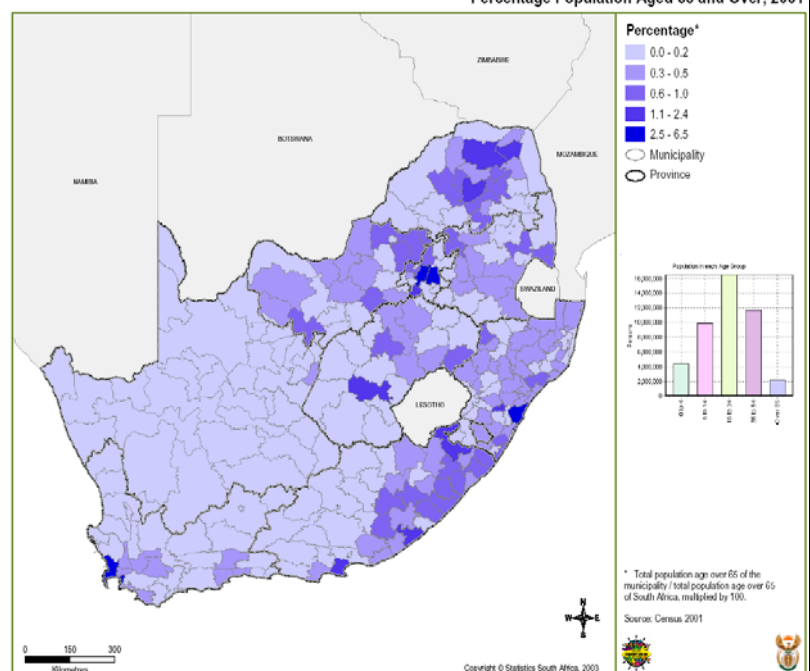 Percentage Population Aged 65 and Over, 2001
Percentage*
0.0 - 0.2
0.3 - 0.5
0.6 - 1.0
1.1 - 2.4
2.5 - 6.5
Municipality
Province
ZIMBABWE
BOTSWANA
MOZAMBIQUE
NAMIBIA
SWAZILAND
LESOTHO
Population in each Age Group
Persons
16,000,000
14,000,000
12,000,000
10,000,000
8,000,000
6,000,000
4,000,000
2,000,000
0
* Total population age over 65 of the
municipality / total population age over 65
of South Africa, multiplied by 100.
Source: Census 2001
N
W E
S
0 150 300
Kilometres
Copyright © Statistics South Africa, 2003